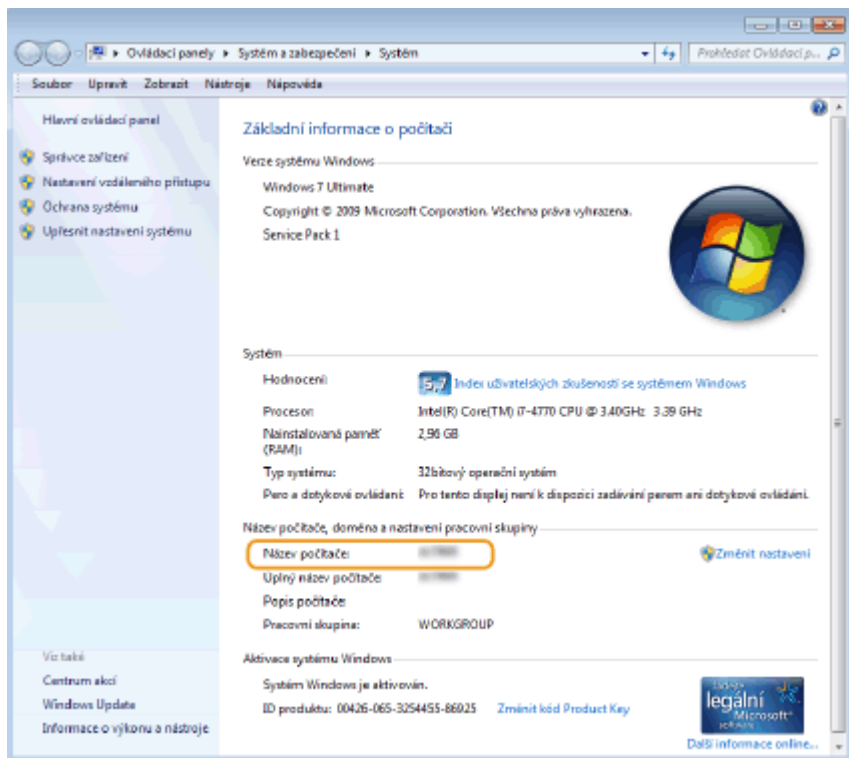 Ovládací panely ▸ Systém a zabezpečení ▸ Systém
Prohledat Ovládací p...
Soubor Upravit Zobrazit Nástroje Nápověda
Hlavní ovládací panel
Správce zařízení
Nastavení vzdáleného přístupu
Ochrana systému
Upřesnit nastavení systému
Základní informace o počítači
Verze systému Windows
Windows 7 Ultimate
Copyright © 2009 Microsoft Corporation. Všechna práva vyhrazena.
Service Pack 1
Systém
Hodnocení:
5,7 Index uživatelských zkušeností se systémem Windows
Procesor: Intel(R) Core(TM) i7-4770 CPU @ 3.40GHz 3.39 GHz
Nainstalovaná paměť 2,96 GB
(RAM):
Typ systému: 32bitový operační systém
Pero a dotykové ovládání: Pro tento displej není k dispozici zadávání perem ani dotykové ovládání.
Název počítače, doména a nastavení pracovní skupiny
Název počítače:
Změnit nastavení
Úplný název počítače:
Popis počítače:
Pracovní skupina: WORKGROUP
Aktivace systému Windows
Systém Windows je aktivován.
ID produktu: 00426-065-3254455-86925 Změnit kód Product Key
Viz také
Centrum akcí
Windows Update
Informace o výkonu a nástroje
žádejte
legální
Microsoft®
software
Další informace online...